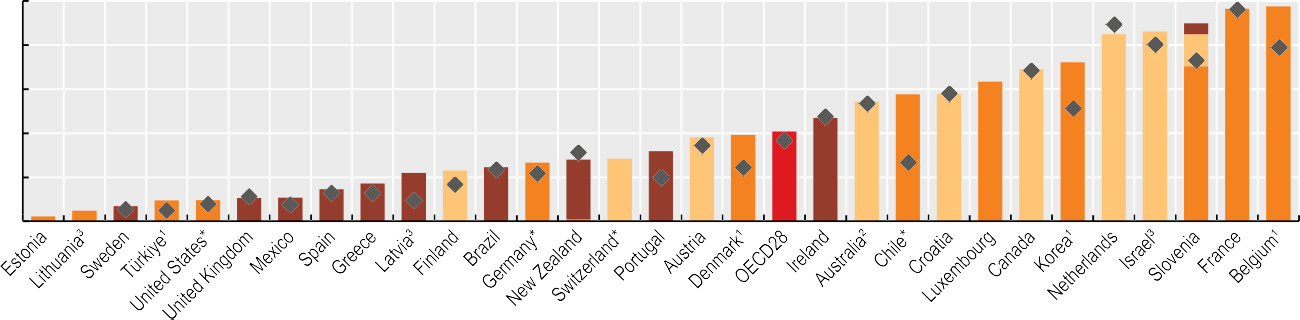 Estonia
Lithuania³
Sweden
Türkiye¹
United States*
United Kingdom
Mexico
Spain
Greece
Latvia³
Finland
Brazil
Germany*
New Zealand
Switzerland*
Portugal
Austria
Denmark¹
OECD28
Ireland
Australia²
Chile*
Croatia
Luxembourg
Canada
Korea¹
Netherlands
Israel³
Slovenia
France
Belgium¹